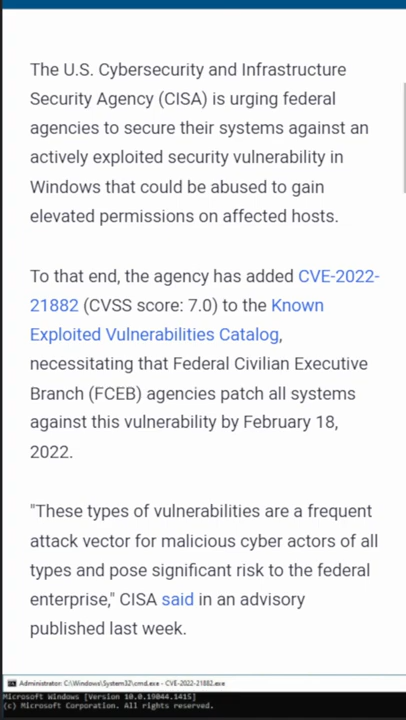 The U.S. Cybersecurity and Infrastructure
Security Agency (CISA) is urging federal
agencies to secure their systems against an
actively exploited security vulnerability in
Windows that could be abused to gain
elevated permissions on affected hosts.
To that end, the agency has added CVE-2022-
21882 (CVSS score: 7.0) to the Known
Exploited Vulnerabilities Catalog,
necessitating that Federal Civilian Executive
Branch (FCEB) agencies patch all systems
against this vulnerability by February 18,
2022.
"These types of vulnerabilities are a frequent
attack vector for malicious cyber actors of all
types and pose significant risk to the federal
enterprise," CISA said in an advisory
published last week.
Administrator: C:\Windows\System32\cmd.exe - CVE-2022-21882.exe
Microsoft Windows [Version 10.0.19044.1415]
(c) Microsoft Corporation. All rights reserved.